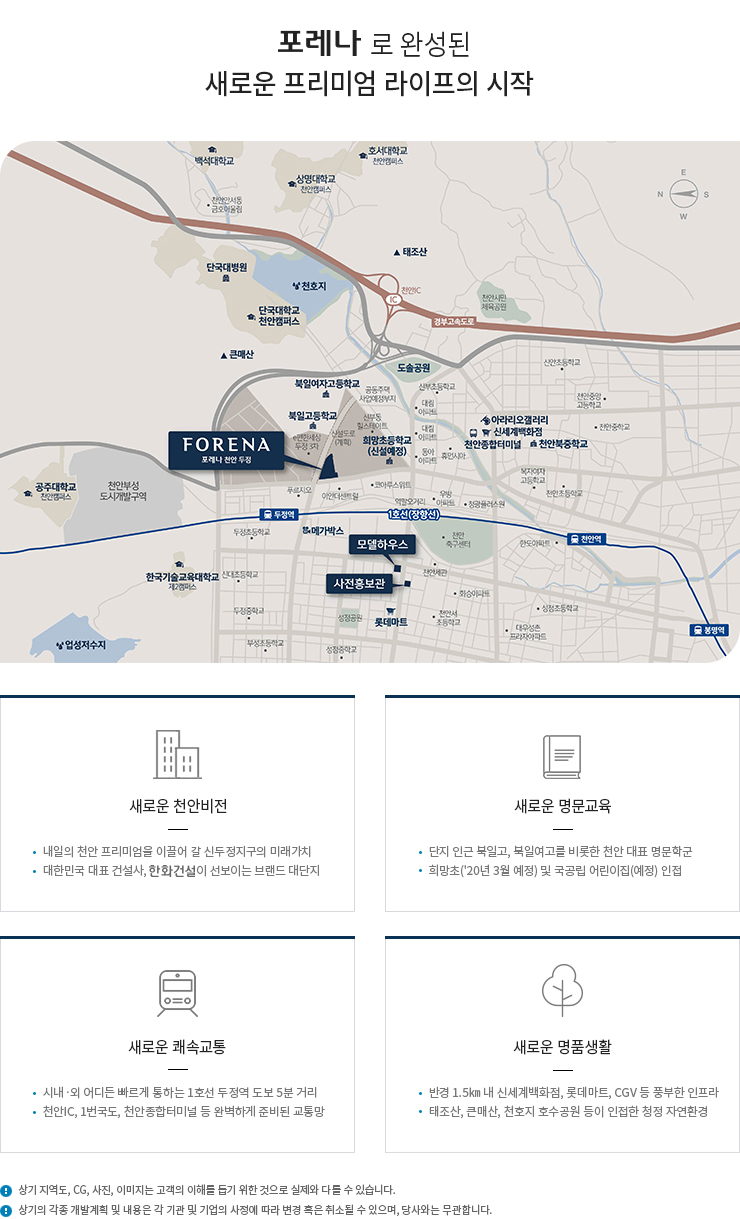 포레나 로 완성된
새로운 프리미엄 라이프의 시작
백석대학교
호서대학교
천안캠퍼스
상명대학교
천안캠퍼스
천안안서동
금호어울림
E
N
S
W
태조산
단국대병원
천호지
천안IC
IC
천안시민
체육공원
단국대학교
천안캠퍼스
경부고속도로
큰매산
도솔공원
신안초등학교
북일여자고등학교
공동주택
사업예정부지
신부초등학교
천안중앙
고등학교
대림
아파트
북일고등학교
신부동
힐스테이트
아라리오갤러리
신세계백화점
천안종합터미널
천안북중학교
천안중학교
대림
아파트
FORENA
포레나 천안 두정
e편한세상
두정 3차
신설도로
(계획)
희망초등학교
(신설예정)
동아
아파트
휴먼시아
복자여자
고등학교
공주대학교
천안캠퍼스
천안부성
도시개발구역
푸르지오
아인더센트럴
코아루스위트
역말오거리
우방
아파트
청광플러스원
천안초등학교
두정역
1호선(장항선)
두정초등학교
메가박스
모델하우스
천안
축구센터
한도아파트
천안역
한국기술교육대학교
제2캠퍼스
신대초등학교
사전홍보관
천안세관
화승아파트
두정중학교
성정공원
롯데마트
천안서
초등학교
성정초등학교
대우성촌
프라자아파트
봉명역
업성저수지
부성초등학교
성정중학교
새로운 천안비전
내일의 천안 프리미엄을 이끌어 갈 신두정지구의 미래가치
대한민국 대표 건설사, 한화건설이 선보이는 브랜드 대단지
새로운 명문교육
단지 인근 북일고, 북일여고를 비롯한 천안 대표 명문학군
희망초('20년 3월 예정) 및 국공립 어린이집(예정) 인접
새로운 쾌속교통
시내·외 어디든 빠르게 통하는 1호선 두정역 도보 5분 거리
천안IC, 1번국도, 천안종합터미널 등 완벽하게 준비된 교통망
새로운 명품생활
반경 1.5㎞ 내 신세계백화점, 롯데마트, CGV 등 풍부한 인프라
태조산, 큰매산, 천호지 호수공원 등이 인접한 청정 자연환경
상기 지역도, CG, 사진, 이미지는 고객의 이해를 돕기 위한 것으로 실제와 다를 수 있습니다.
상기의 각종 개발계획 및 내용은 각 기관 및 기업의 사정에 따라 변경 혹은 취소될 수 있으며, 당사와는 무관합니다.